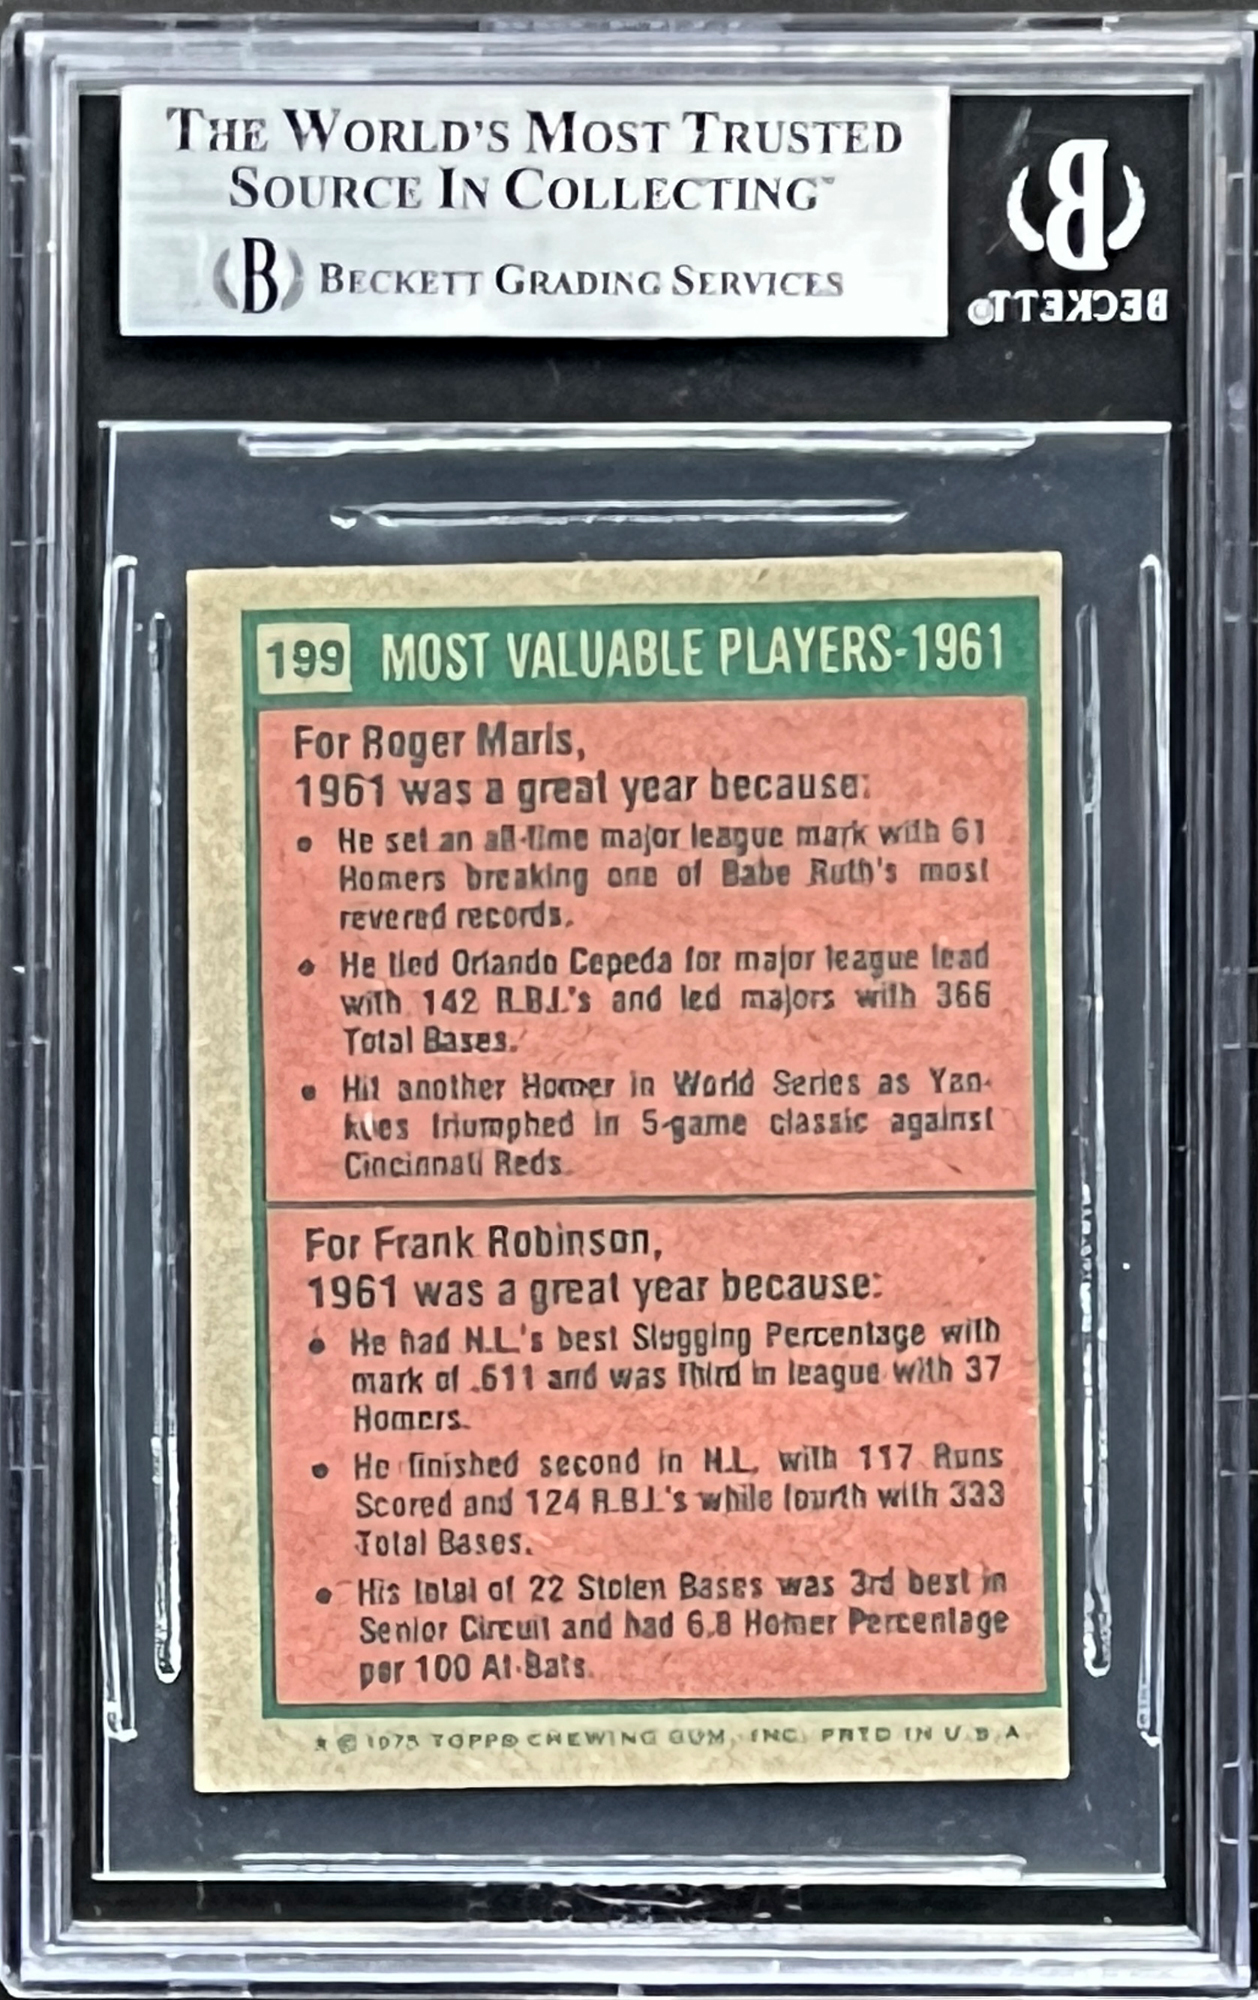 THE WORLD'S MOST TRUSTED
SOURCE IN COLLECTING™
B BECKETT GRADING SERVICES
B
BECKETT
199 MOST VALUABLE PLAYERS-1961
For Roger Maris,
1961 was a great year because:
• He set an all-time major league mark with 61
Homers breaking one of Babe Ruth's most
revered records.
• He tied Orlando Cepeda for major league lead
with 142 R.B.I.'s and led majors with 366
Total Bases.
• Hit another Homer in World Series as Yan-
kees triumphed in 5-game classic against
Cincinnati Reds.
For Frank Robinson,
1961 was a great year because:
• He had N.L.'s best Slugging Percentage with
mark of .611 and was third in league with 37
Homers.
• He finished second in N.L. with 117 Runs
Scored and 124 R.B.I.'s while fourth with 333
Total Bases.
• His total of 22 Stolen Bases was 3rd best in
Senior Circuit and had 6.8 Homer Percentage
per 100 At-Bats.
* © 1975 TOPPS CHEWING GUM, INC. PRTD IN U.S.A.